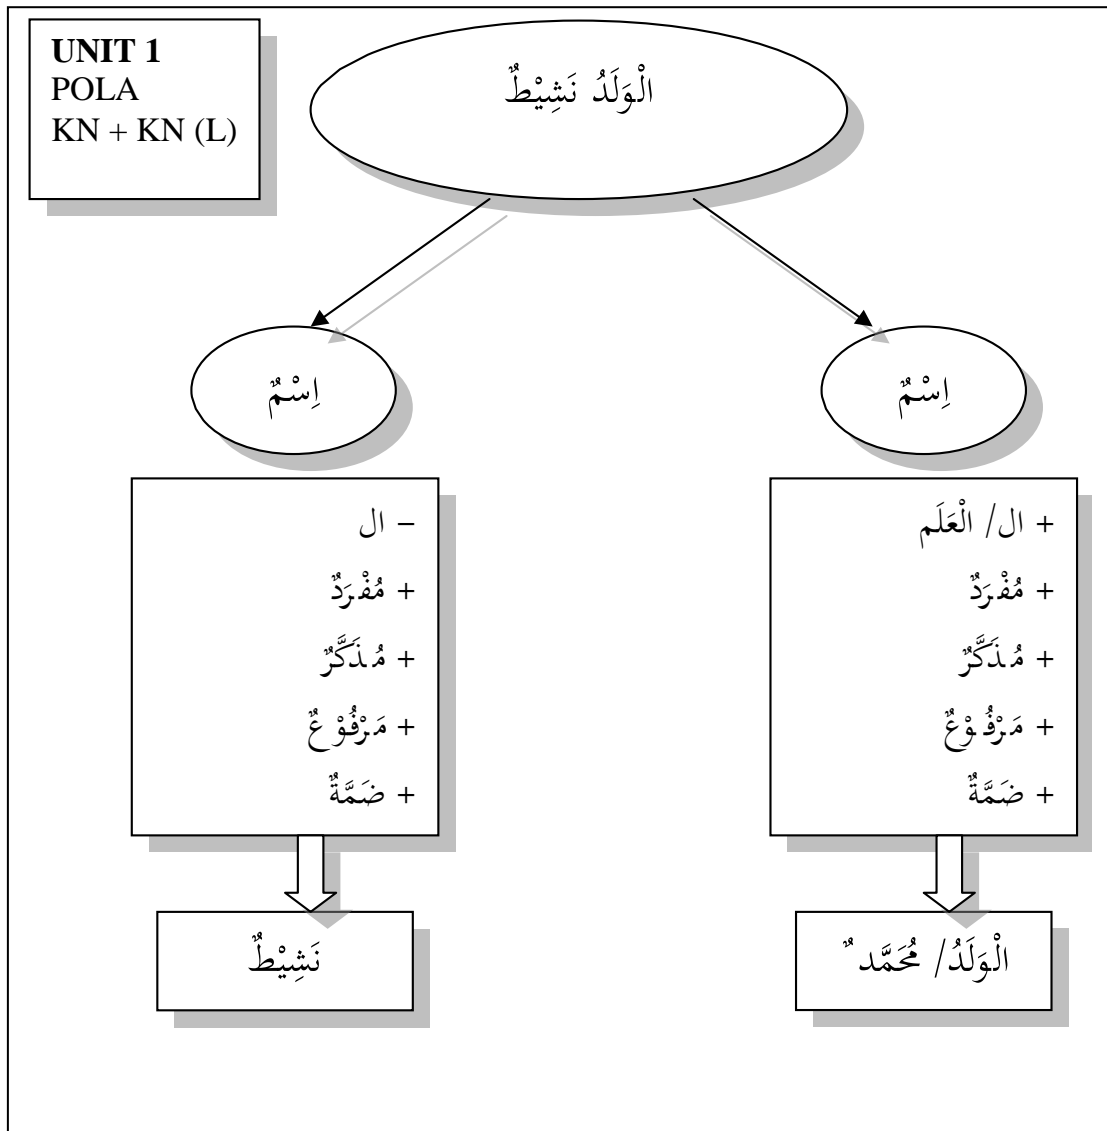 UNIT 1
POLA
KN + KN (L)
الْوَلَدُ نَشِيْطٌ
اِسْمٌ
+ ال/ الْعَلَم
+ مُفْرَدٌ
+ مُذَكَّرٌ
+ مَرْفُوْعٌ
+ ضَمَّةٌ
الْوَلَدُ/ مُحَمَّد ٌ
اِسْمٌ
– ال
+ مُفْرَدٌ
+ مُذَكَّرٌ
+ مَرْفُوْعٌ
+ ضَمَّةٌ
نَشِيْطٌ